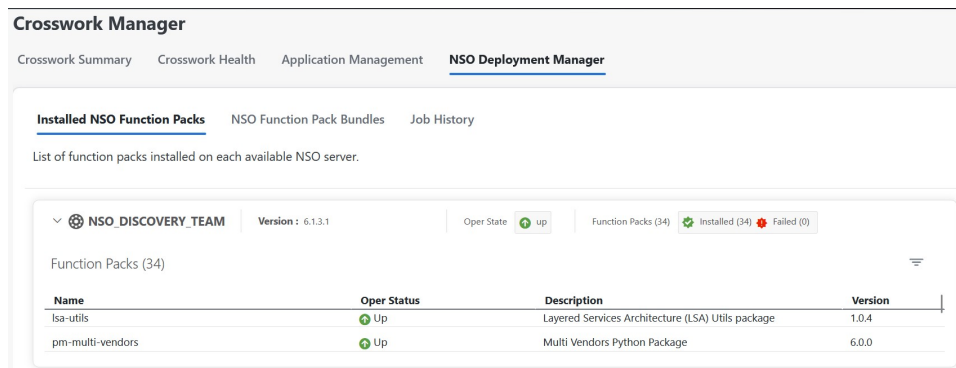 Crosswork Manager
Crosswork Summary Crosswork Health Application Management NSO Deployment Manager
Installed NSO Function Packs NSO Function Pack Bundles Job History
List of function packs installed on each available NSO server.
NSO_DISCOVERY_TEAM Version : 6.1.3.1 Oper State up Function Packs (34) Installed (34) Failed (0)
Function Packs (34)
Name Oper Status Description Version
lsa-utils Up Layered Services Architecture (LSA) Utils package 1.0.4
pm-multi-vendors Up Multi Vendors Python Package 6.0.0